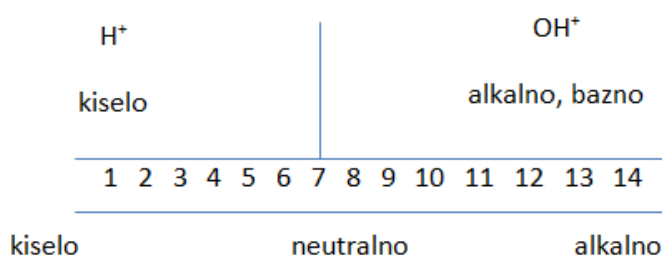 H⁺ OH⁺
kiselo alkalno, bazno
1 2 3 4 5 6 7 8 9 10 11 12 13 14
kiselo neutralno alkalno